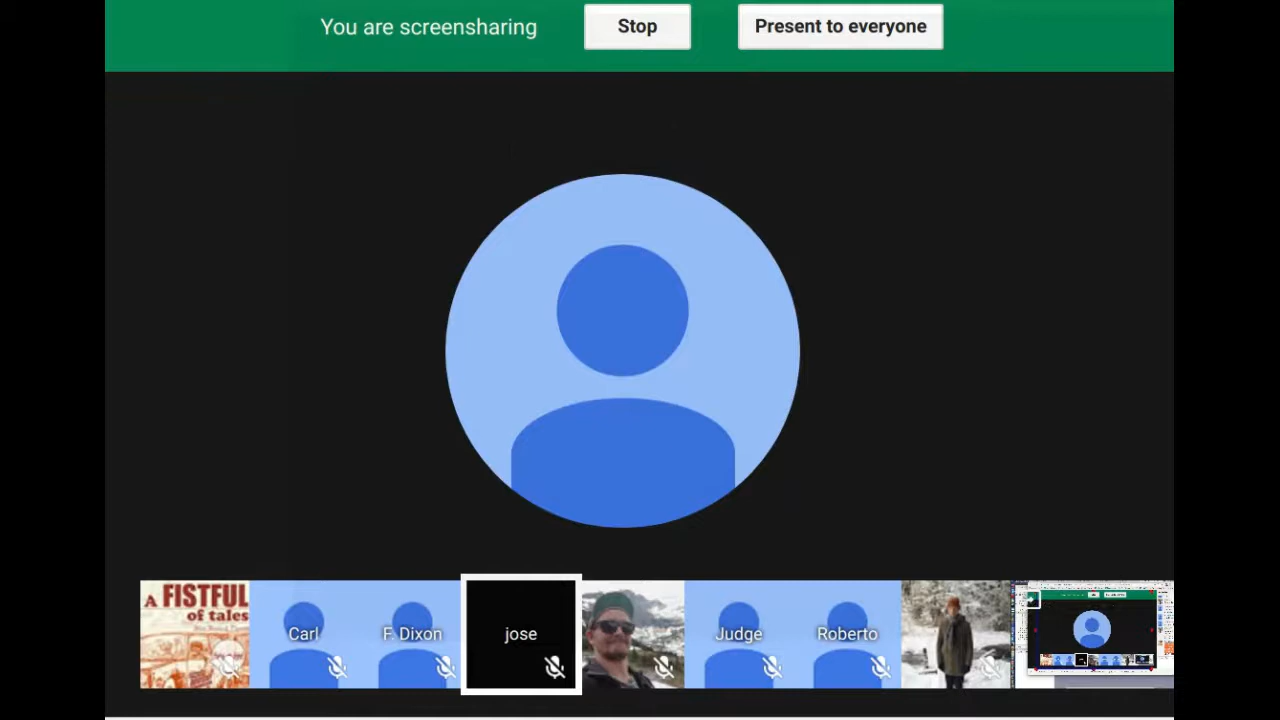 You are screensharing
Stop
Present to everyone
A FISTFUL
of tales
Carl
F. Dixon
jose
Judge
Roberto